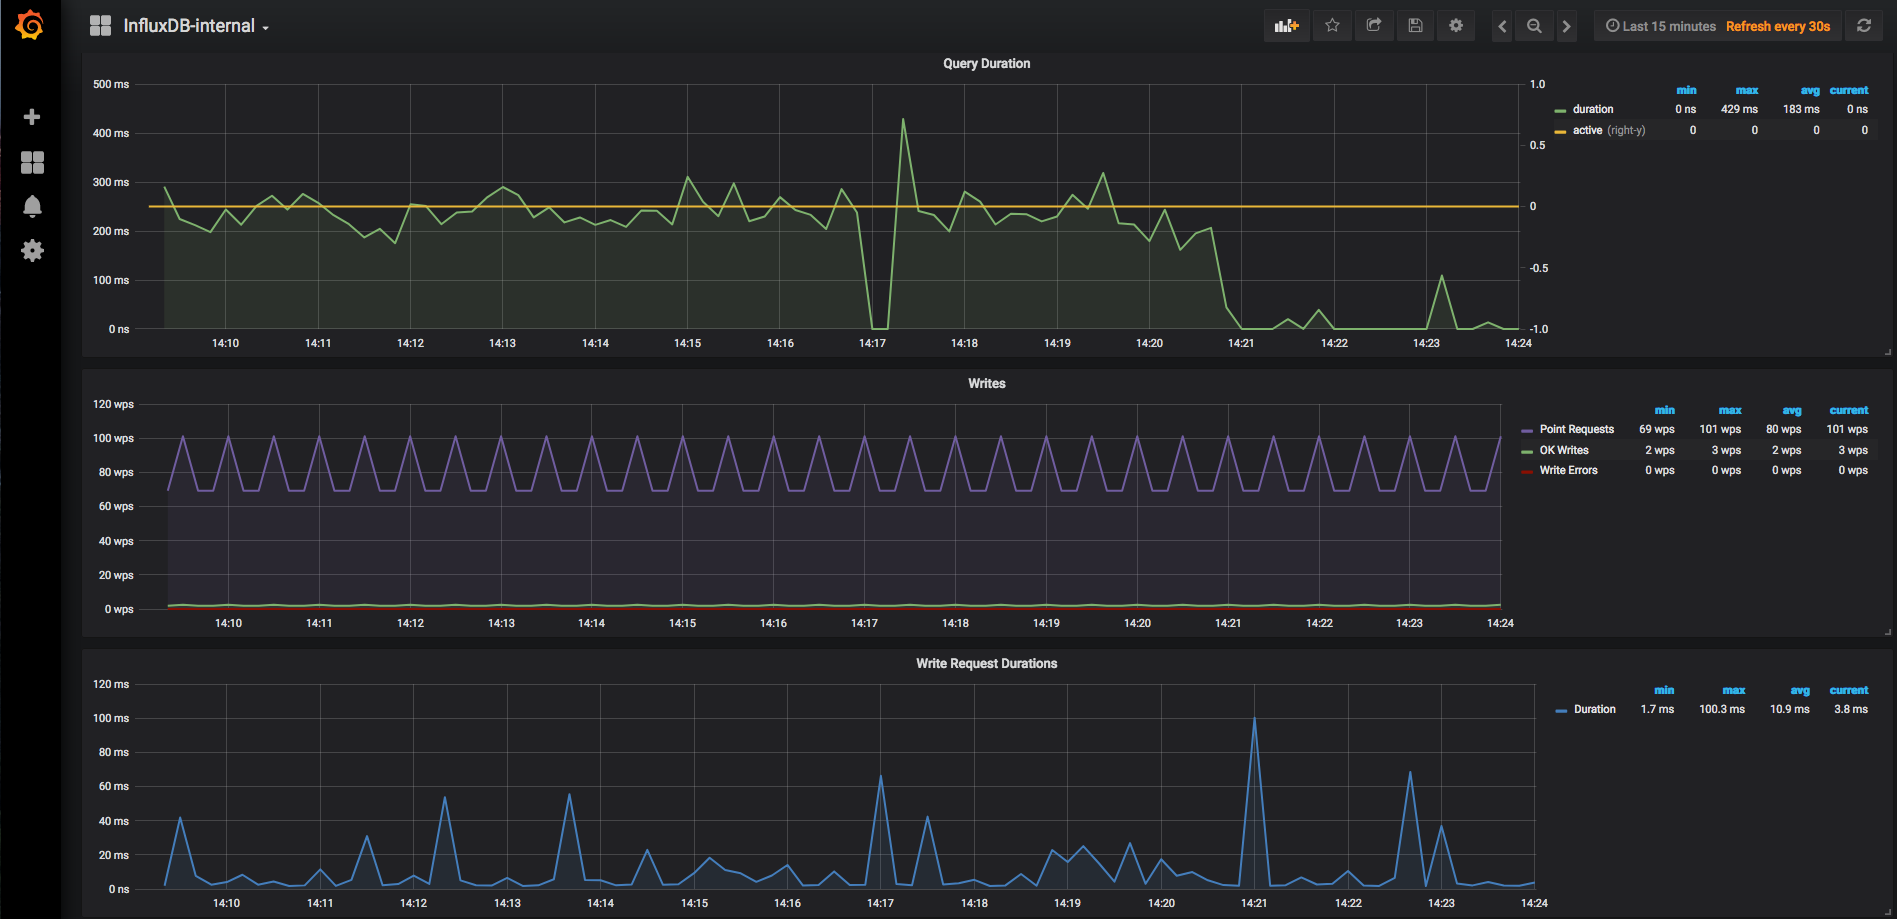 InfluxDB-internal
Last 15 minutes Refresh every 30s
Query Duration
500 ms
400 ms
300 ms
200 ms
100 ms
0 ns
1.0
0.5
0
-0.5
-1.0
14:10 14:11 14:12 14:13 14:14 14:15 14:16 14:17 14:18 14:19 14:20 14:21 14:22 14:23 14:24
min max avg current
duration 0 ns 429 ms 183 ms 0 ns
active (right-y) 0 0 0 0
Writes
120 wps
100 wps
80 wps
60 wps
40 wps
20 wps
0 wps
14:10 14:11 14:12 14:13 14:14 14:15 14:16 14:17 14:18 14:19 14:20 14:21 14:22 14:23 14:24
min max avg current
Point Requests 69 wps 101 wps 80 wps 101 wps
OK Writes 2 wps 3 wps 2 wps 3 wps
Write Errors 0 wps 0 wps 0 wps 0 wps
Write Request Durations
120 ms
100 ms
80 ms
60 ms
40 ms
20 ms
0 ns
14:10 14:11 14:12 14:13 14:14 14:15 14:16 14:17 14:18 14:19 14:20 14:21 14:22 14:23 14:24
min max avg current
Duration 1.7 ms 100.3 ms 10.9 ms 3.8 ms